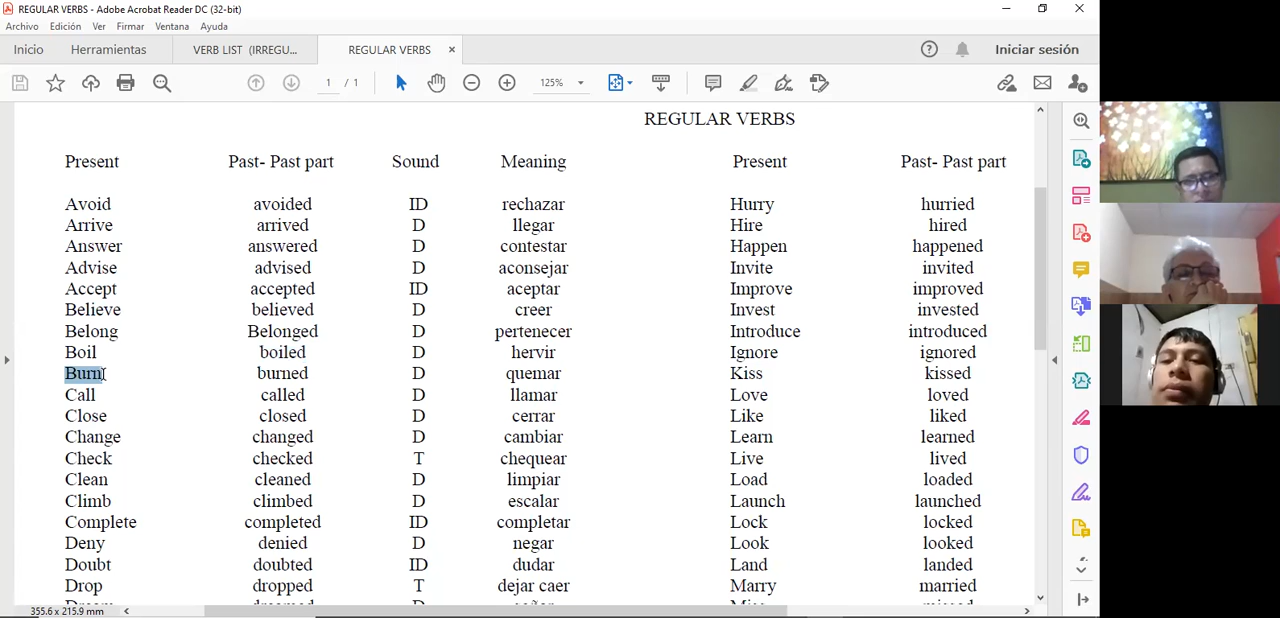 REGULAR VERBS - Adobe Acrobat Reader DC (32-bit)
Archivo Edición Ver Firmar Ventana Ayuda
Inicio Herramientas VERB LIST (IRREGU... REGULAR VERBS × Iniciar sesión
1 / 1 125%
REGULAR VERBS
Present Past- Past part Sound Meaning Present Past- Past part
Avoid avoided ID rechazar Hurry hurried
Arrive arrived D llegar Hire hired
Answer answered D contestar Happen happened
Advise advised D aconsejar Invite invited
Accept accepted ID aceptar Improve improved
Believe believed D creer Invest invested
Belong Belonged D pertenecer Introduce introduced
Boil boiled D hervir Ignore ignored
Burn burned D quemar Kiss kissed
Call called D llamar Love loved
Close closed D cerrar Like liked
Change changed D cambiar Learn learned
Check checked T chequear Live lived
Clean cleaned D limpiar Load loaded
Climb climbed D escalar Launch launched
Complete completed ID completar Lock locked
Deny denied D negar Look looked
Doubt doubted ID dudar Land landed
Drop dropped T dejar caer Marry married
355.6 x 215.9 mm